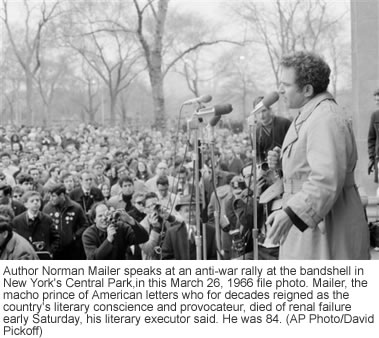 Author Norman Mailer speaks at an anti-war rally at the bandshell in
New York's Central Park,in this March 26, 1966 file photo. Mailer, the
macho prince of American letters who for decades reigned as the
country's literary conscience and provocateur, died of renal failure
early Saturday, his literary executor said. He was 84. (AP Photo/David
Pickoff)